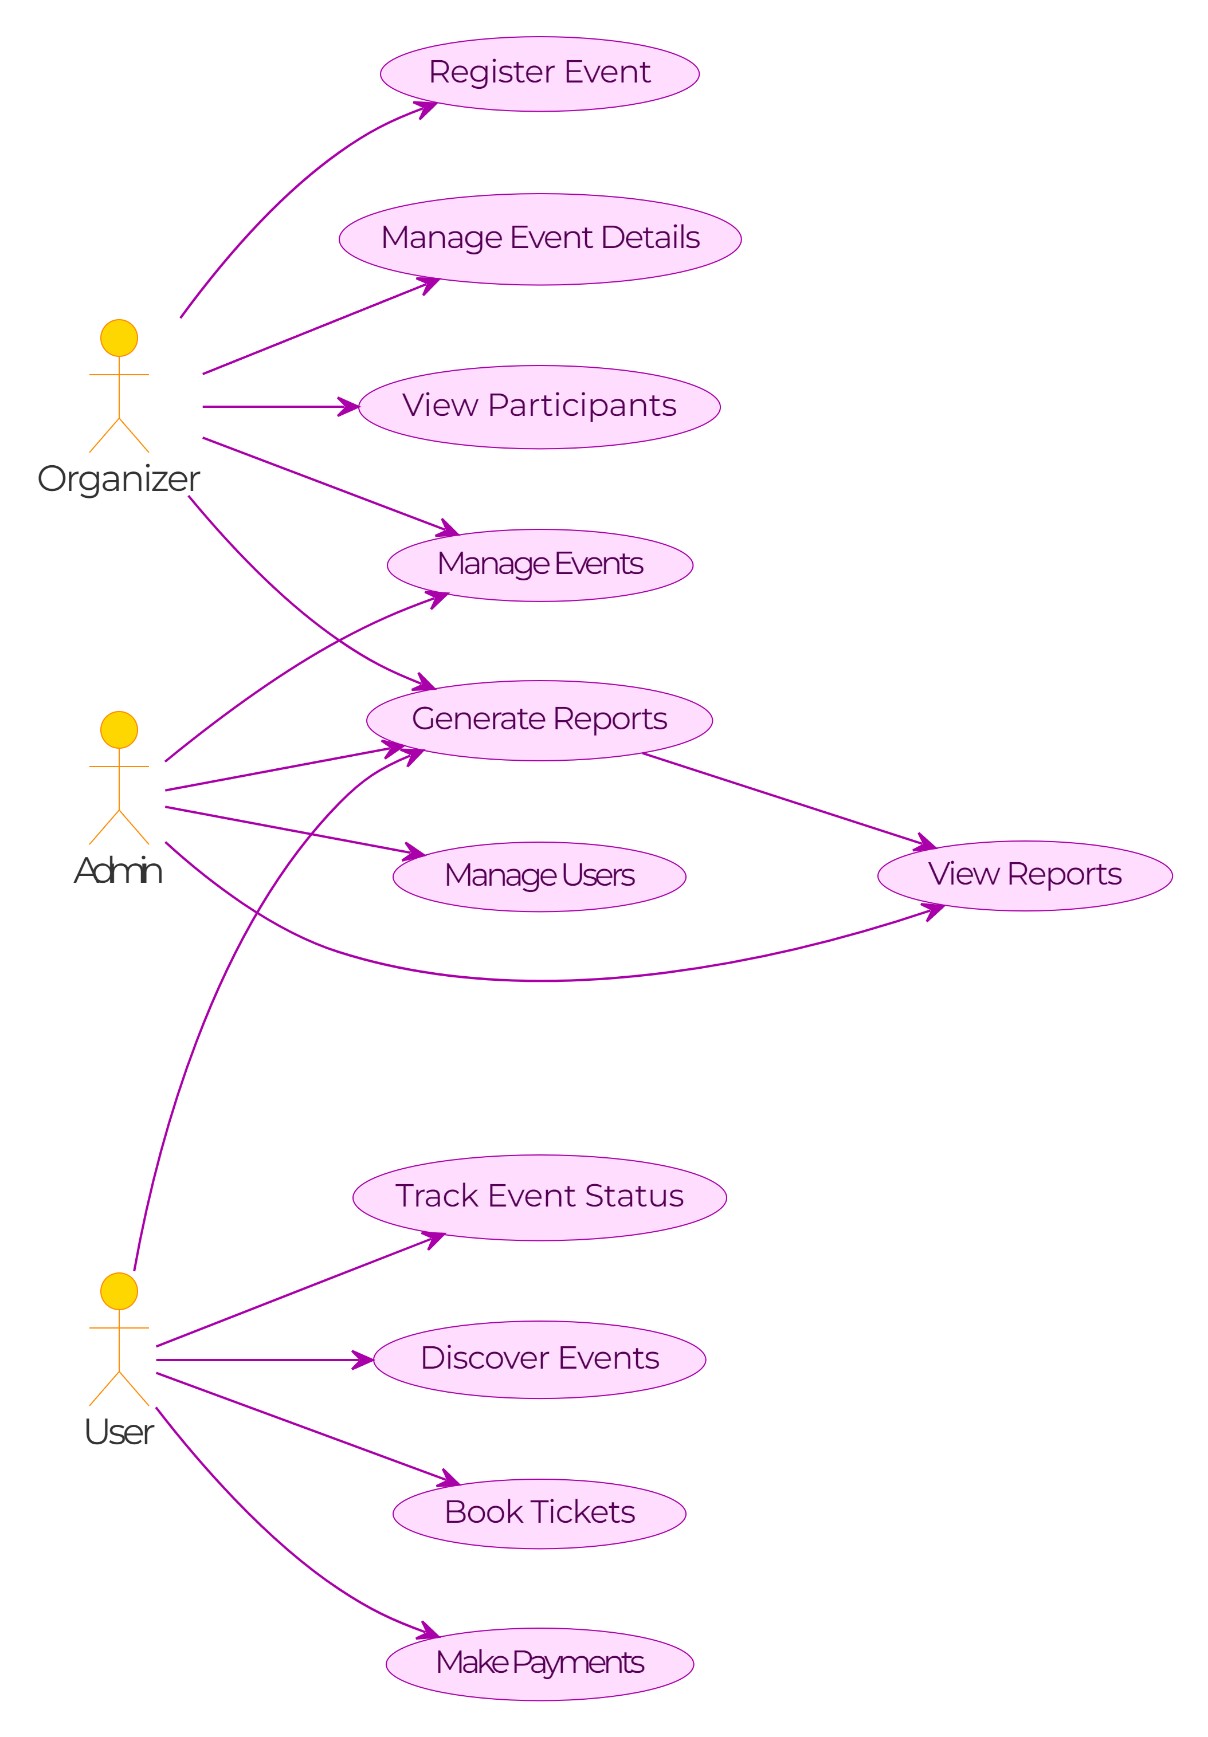 Register Event
Manage Event Details
View Participants
Organizer
Manage Events
Generate Reports
Admin
Manage Users
View Reports
Track Event Status
Discover Events
User
Book Tickets
Make Payments